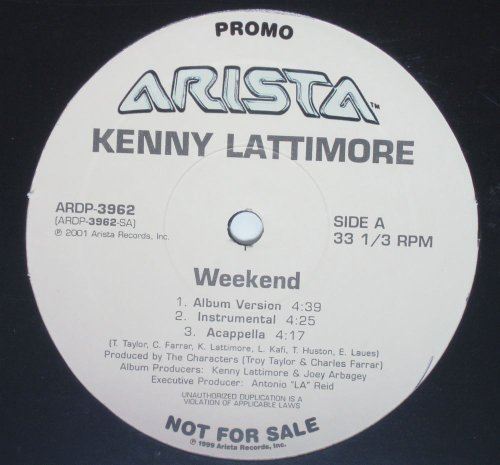 PROMO
ARISTA™
KENNY LATTIMORE
ARDP-3962
(ARDP-3962-SA)
℗ 2001 Arista Records, Inc.
SIDE A
33 1/3 RPM
Weekend
1. Album Version 4:39
2. Instrumental 4:25
3. Acappella 4:17
(T. Taylor, C. Farrar, K. Lattimore, L. Kafi, T. Huston, E. Laues)
Produced by The Characters (Troy Taylor & Charles Farrar)
Album Producers: Kenny Lattimore & Joey Arbagey
Executive Producer: Antonio "LA" Reid
UNAUTHORIZED DUPLICATION IS A
VIOLATION OF APPLICABLE LAWS
NOT FOR SALE
℗ 1999 Arista Records, Inc.